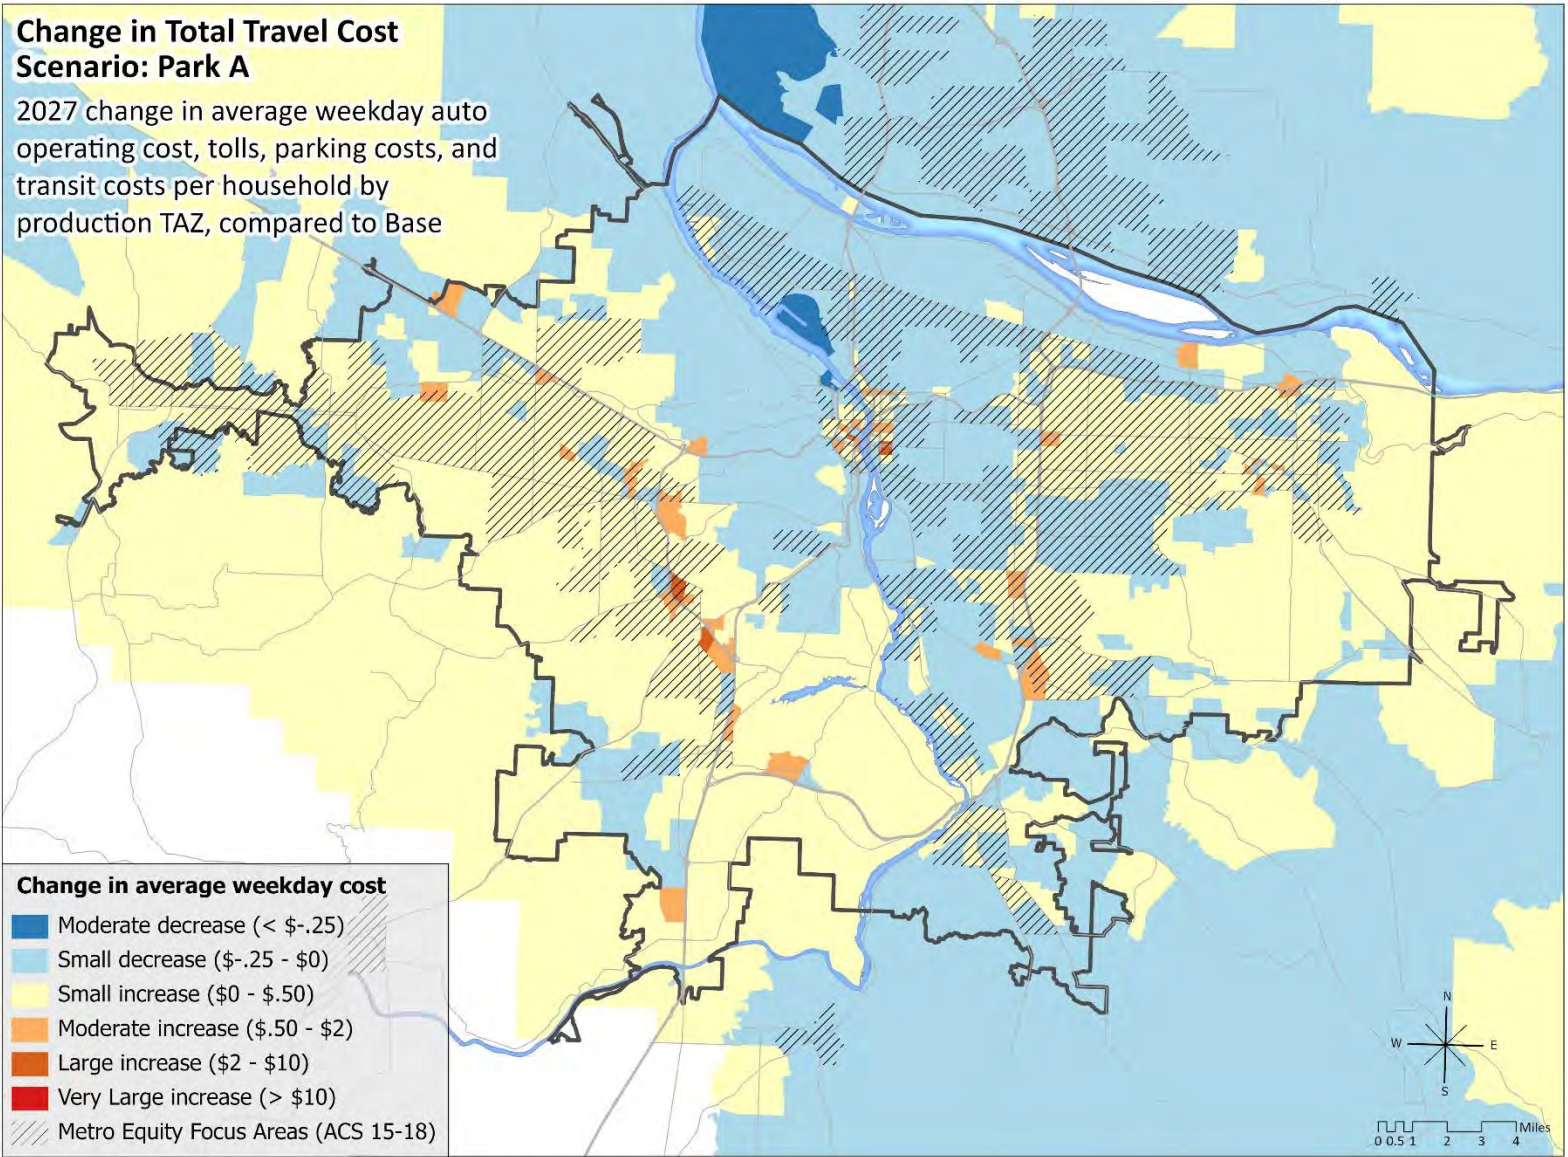 Change in Total Travel Cost
Scenario: Park A
2027 change in average weekday auto
operating cost, tolls, parking costs, and
transit costs per household by
production TAZ, compared to Base
Change in average weekday cost
Moderate decrease (< $-.25)
Small decrease ($-.25 - $0)
Small increase ($0 - $.50)
Moderate increase ($.50 - $2)
Large increase ($2 - $10)
Very Large increase (> $10)
Metro Equity Focus Areas (ACS 15-18)
N
W E
S
Miles
0 0.5 1 2 3 4